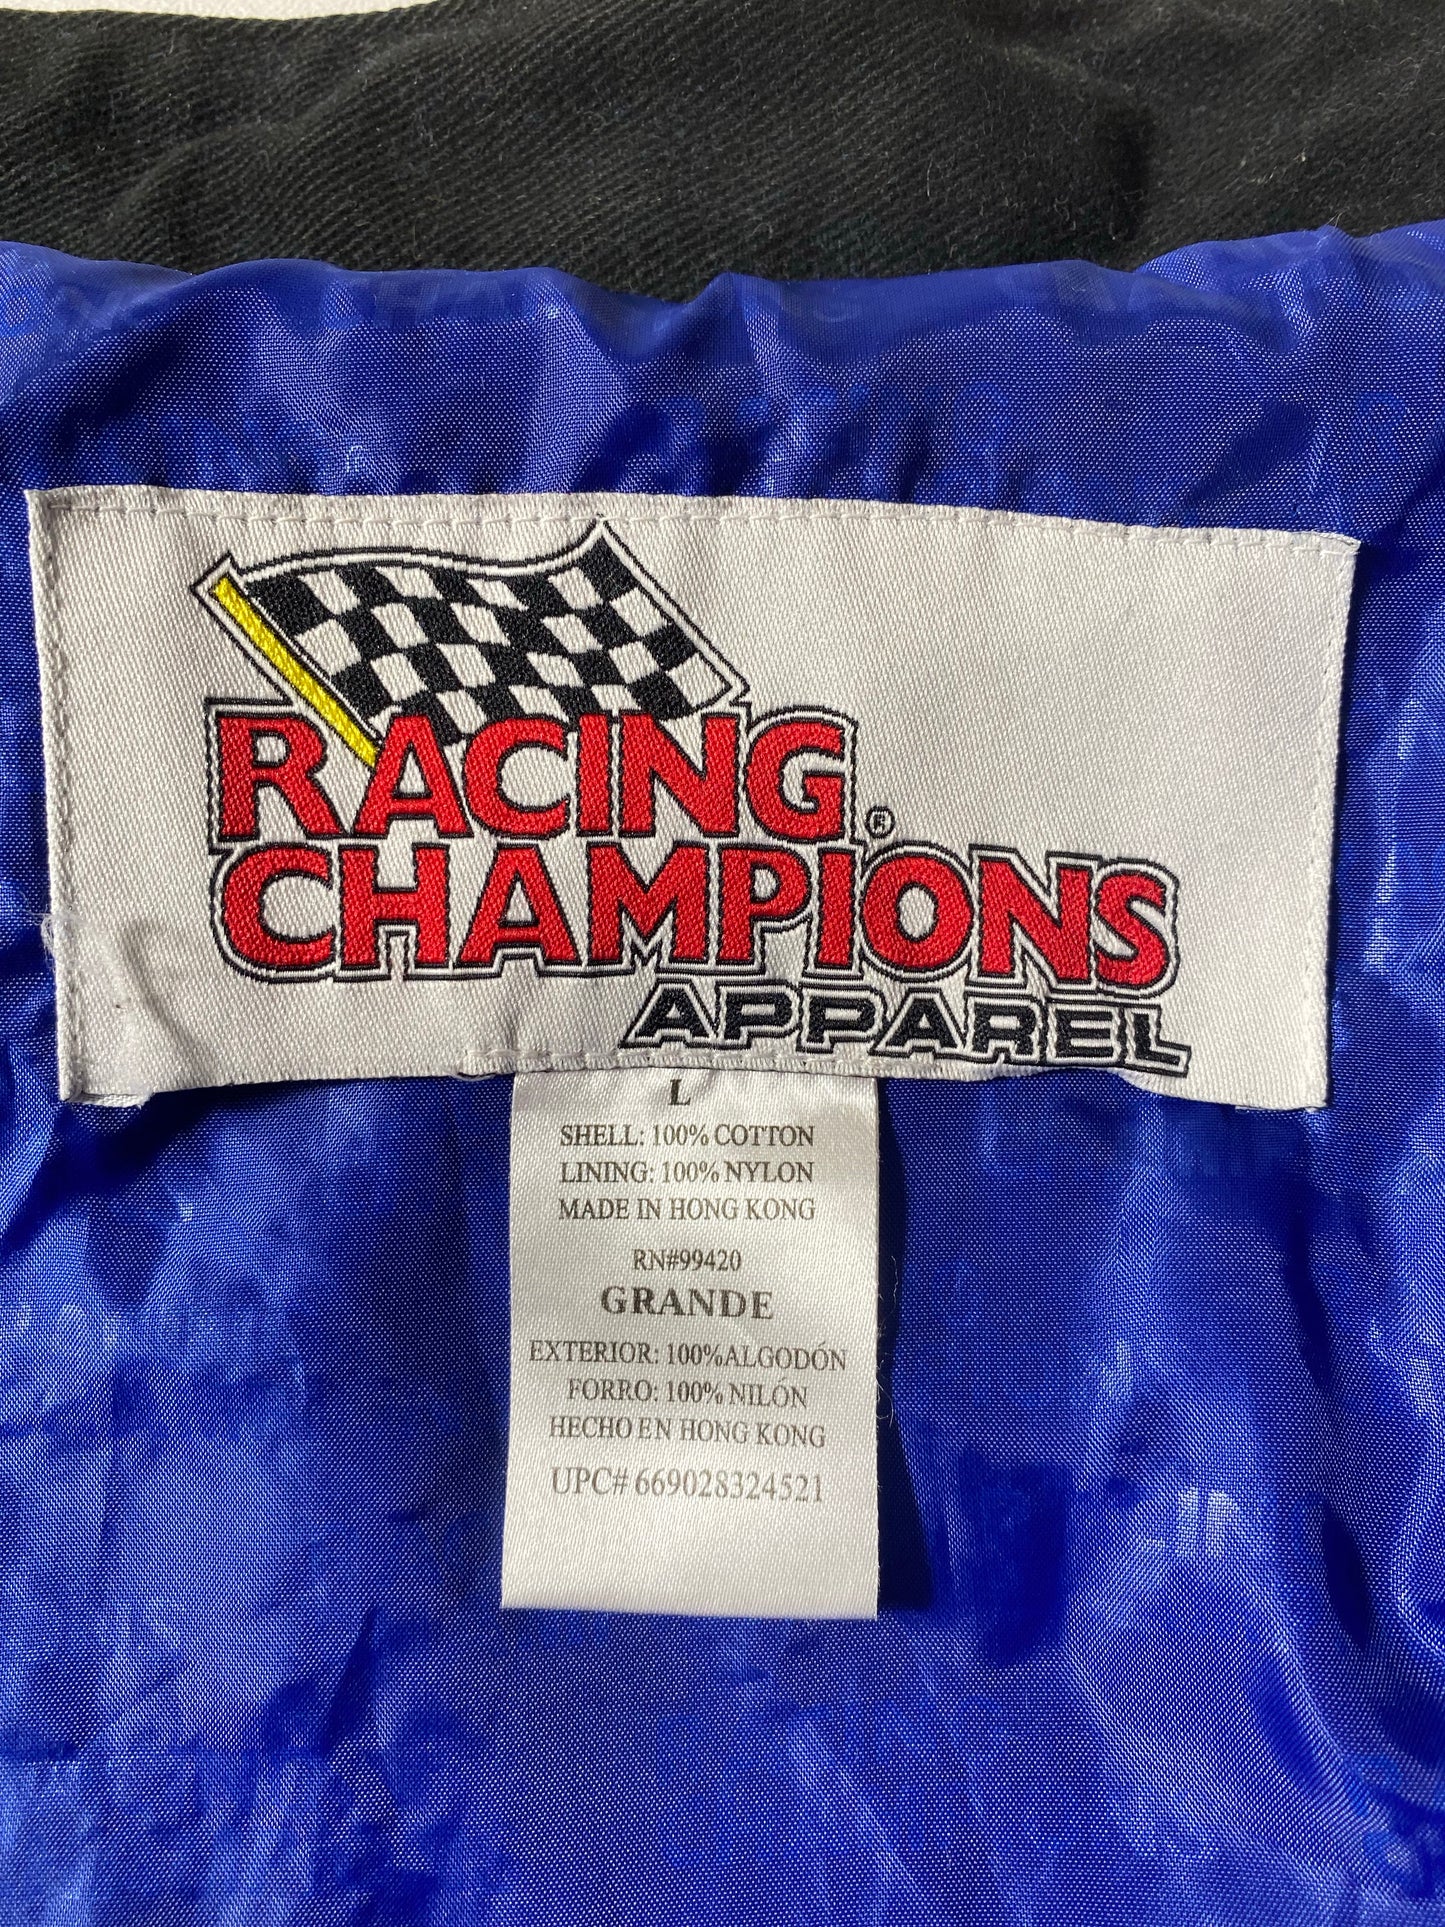 RACING
CHAMPIONS®
APPAREL
L
SHELL: 100% COTTON
LINING: 100% NYLON
MADE IN HONG KONG
RN#99420
GRANDE
EXTERIOR: 100%ALGODÓN
FORRO: 100% NILÓN
HECHO EN HONG KONG
UPC# 669028324521